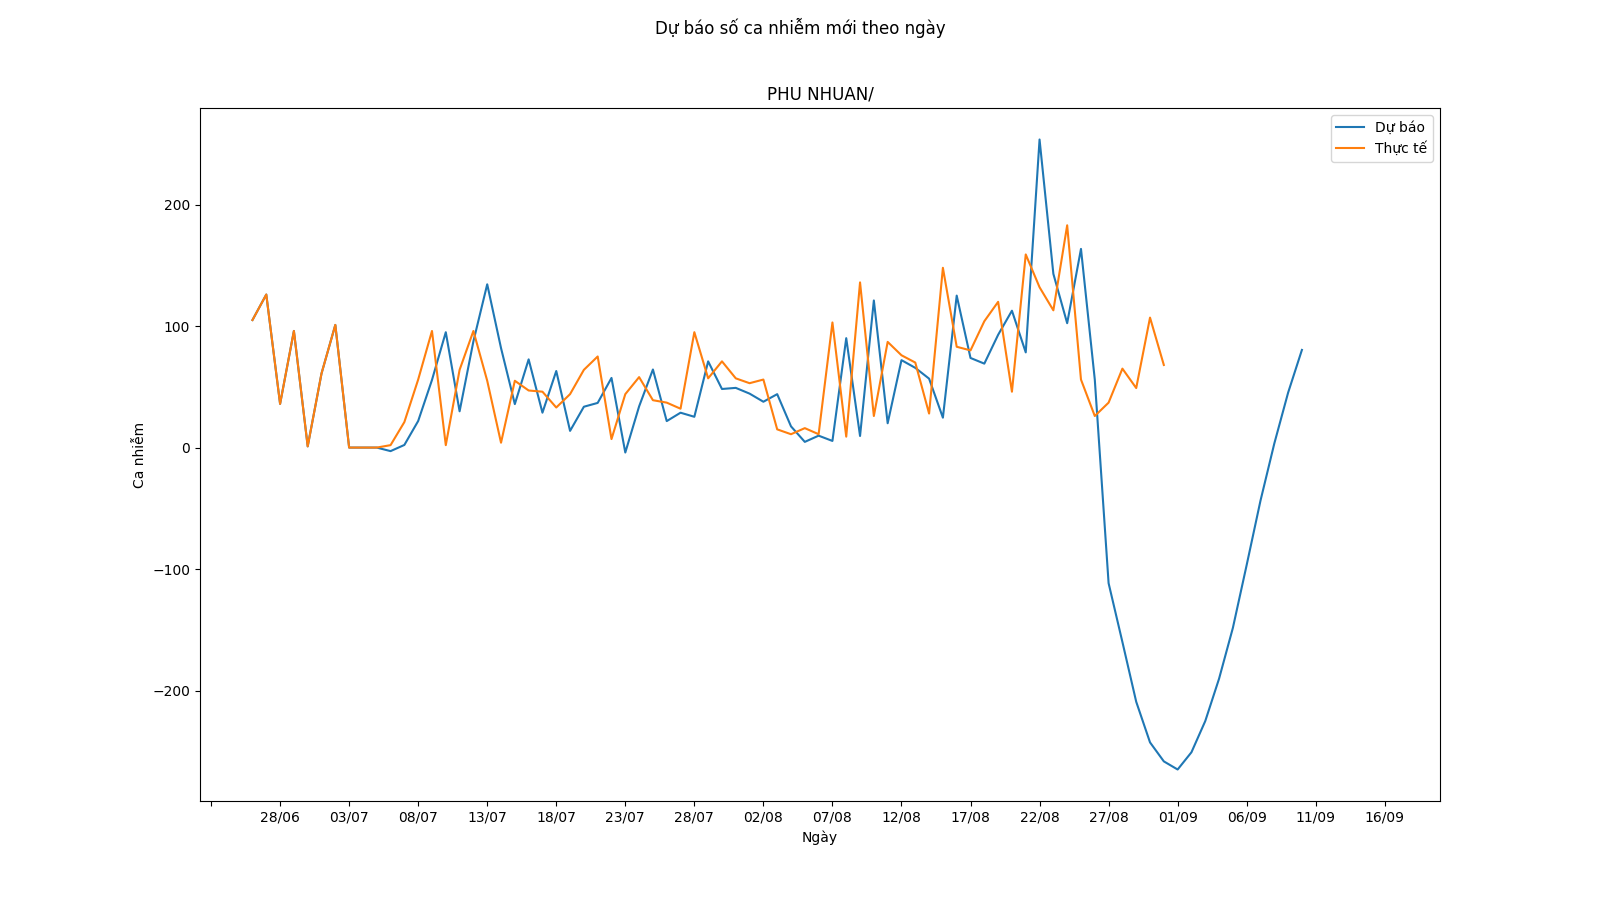 Dự báo số ca nhiễm mới theo ngày
PHU NHUAN/
Dự báo
Thực tế
200
100
0
−100
−200
Ca nhiễm
28/06 03/07 08/07 13/07 18/07 23/07 28/07 02/08 07/08 12/08 17/08 22/08 27/08 01/09 06/09 11/09 16/09
Ngày